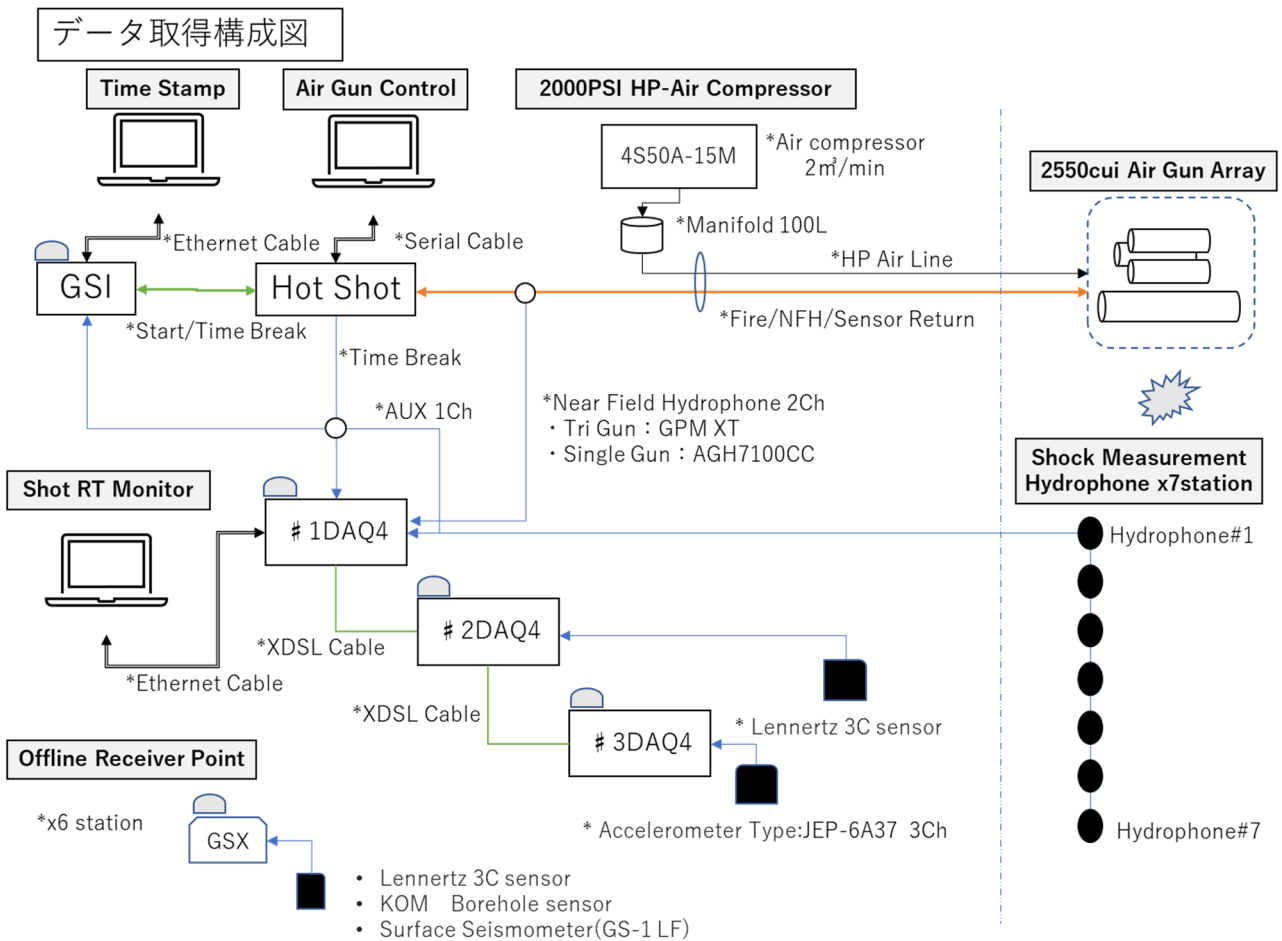 データ取得構成図
Time Stamp
Air Gun Control
2000PSI HP-Air Compressor
4S50A-15M
*Air compressor
2㎥/min
2550cui Air Gun Array
*Manifold 100L
*Ethernet Cable
*Serial Cable
*HP Air Line
GSI
Hot Shot
*Start/Time Break
*Fire/NFH/Sensor Return
*Time Break
*AUX 1Ch
*Near Field Hydrophone 2Ch
・Tri Gun：GPM XT
・Single Gun：AGH7100CC
Shock Measurement
Hydrophone x7station
Shot RT Monitor
♯1DAQ4
Hydrophone#1
♯2DAQ4
*XDSL Cable
*Ethernet Cable
*XDSL Cable
* Lennertz 3C sensor
♯3DAQ4
Offline Receiver Point
*x6 station
GSX
* Accelerometer Type:JEP-6A37 3Ch
Hydrophone#7
• Lennertz 3C sensor
• KOM　Borehole sensor
• Surface Seismometer(GS-1 LF)